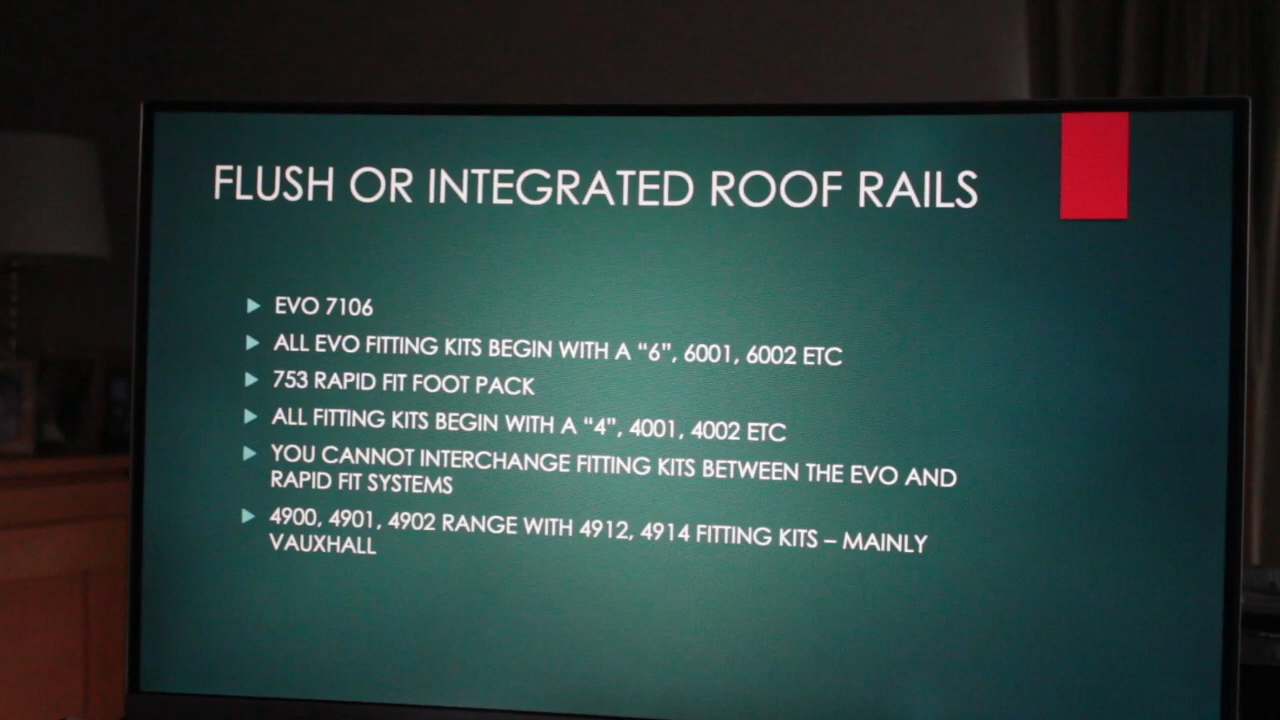 FLUSH OR INTEGRATED ROOF RAILS
EVO 7106
ALL EVO FITTING KITS BEGIN WITH A “6”, 6001, 6002 ETC
753 RAPID FIT FOOT PACK
ALL FITTING KITS BEGIN WITH A “4”, 4001, 4002 ETC
YOU CANNOT INTERCHANGE FITTING KITS BETWEEN THE EVO AND
RAPID FIT SYSTEMS
4900, 4901, 4902 RANGE WITH 4912, 4914 FITTING KITS – MAINLY
VAUXHALL